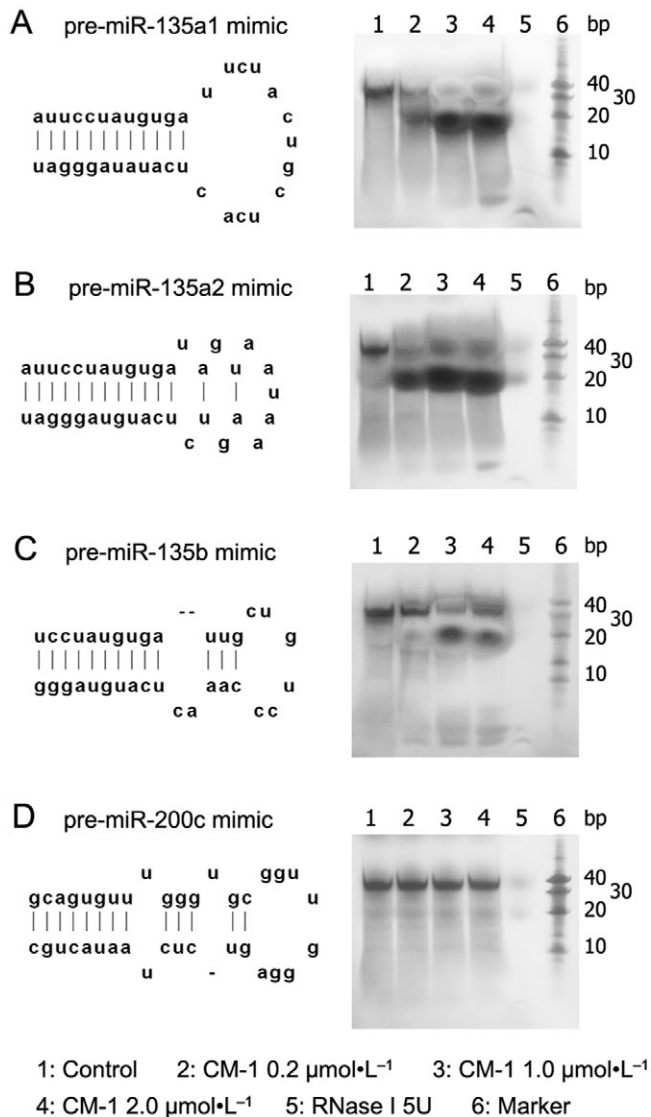 A pre-miR-135a1 mimic
1 2 3 4 5 6 bp
ucu
u a
auuccuauguga c
u
uagggauauacu g
c c
acu
40
30
20
10
B pre-miR-135a2 mimic
1 2 3 4 5 6 bp
u g a
auuccuauguga a u a
u
uagggauguacu u a a
c g a
40
30
20
10
C pre-miR-135b mimic
1 2 3 4 5 6 bp
-- cu
uccuauguga uug g
gggauguacu aac u
ca cc
40
30
20
10
D pre-miR-200c mimic
1 2 3 4 5 6 bp
u u ggu
gcaguguu ggg gc u
cgucauaa cuc ug g
u - agg
40
30
20
10
1: Control 2: CM-1 0.2 μmol•L⁻¹ 3: CM-1 1.0 μmol•L⁻¹
4: CM-1 2.0 μmol•L⁻¹ 5: RNase I 5U 6: Marker